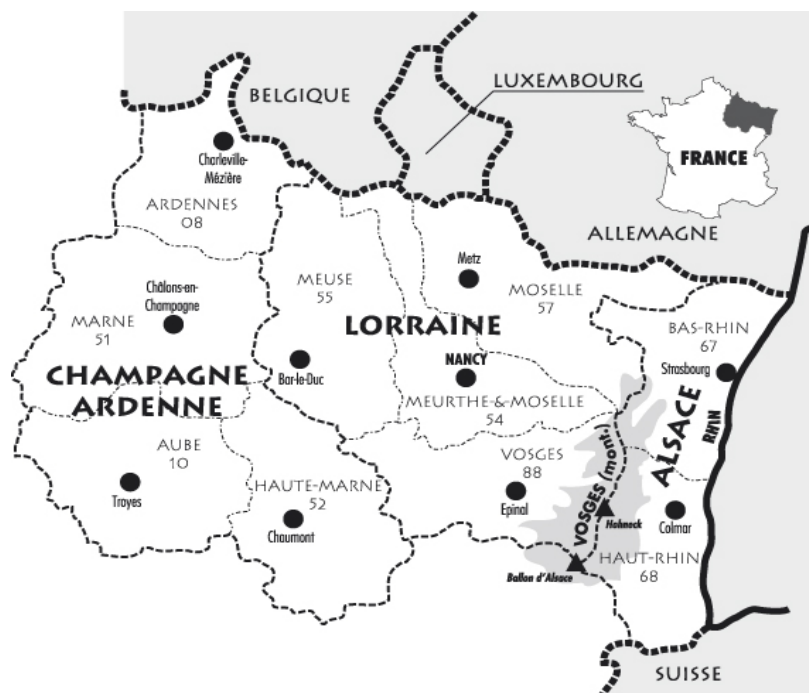 BELGIQUE
LUXEMBOURG
FRANCE
ALLEMAGNE
Charleville-
Mézière
ARDENNES
08
Châlons-en-
Champagne
MARNE
51
MEUSE
55
Metz
MOSELLE
57
LORRAINE
BAS-RHIN
67
Strasbourg
CHAMPAGNE
ARDENNE
Bar-le-Duc
NANCY
MEURTHE-&-MOSELLE
54
ALSACE
RHIN
AUBE
10
Troyes
HAUTE-MARNE
52
Chaumont
VOSGES
88
Epinal
VOSGES (mont.)
Hohneck
Colmar
Ballon d'Alsace
HAUT-RHIN
68
SUISSE